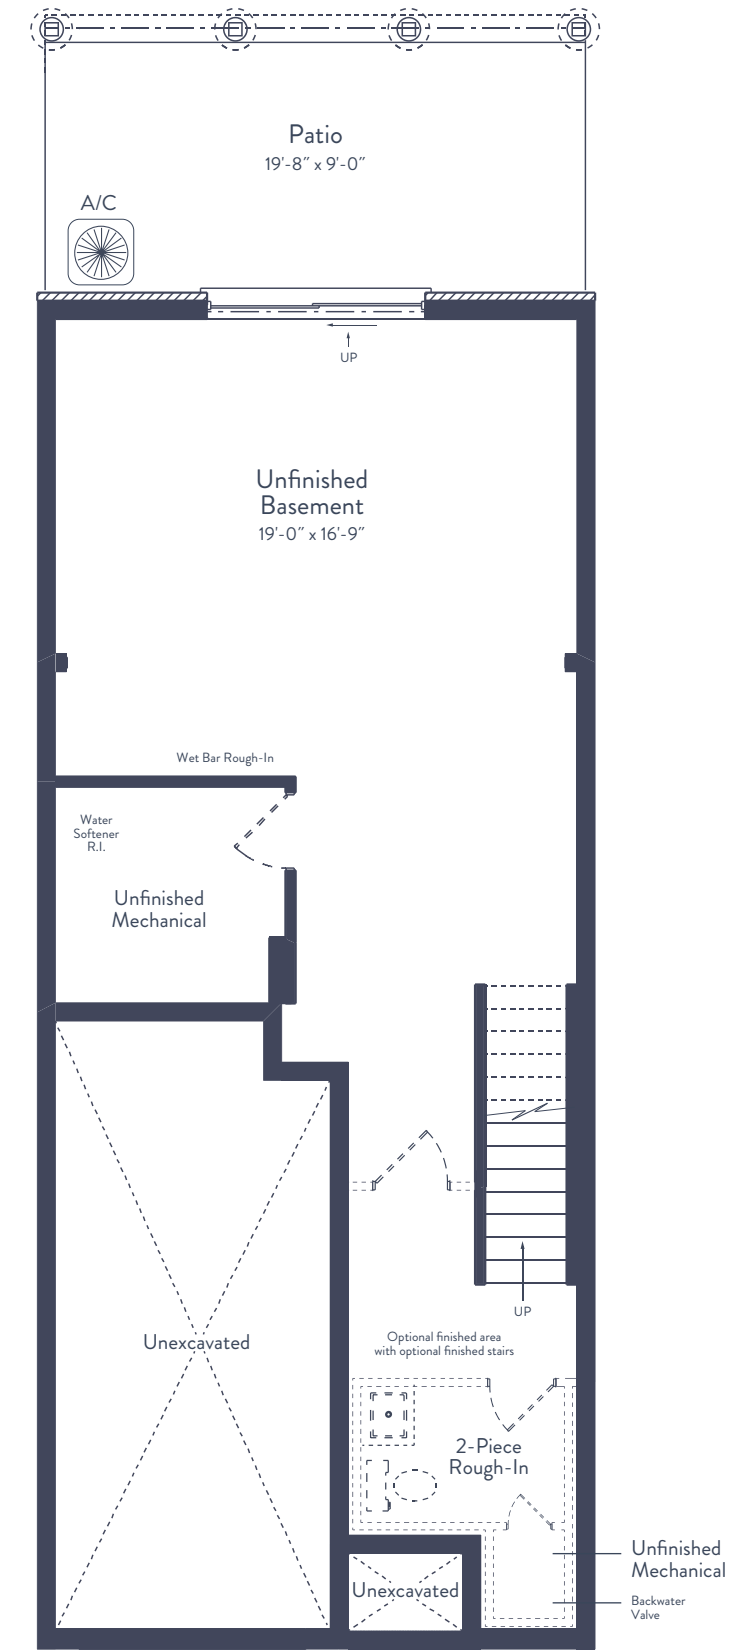 Patio
19'-8" x 9'-0"
A/C
UP
Unfinished
Basement
19'-0" x 16'-9"
Wet Bar Rough-In
Water
Softener
R.I.
Unfinished
Mechanical
UP
Unexcavated
Optional finished area
with optional finished stairs
2-Piece
Rough-In
Unfinished
Mechanical
Unexcavated
Backwater
Valve